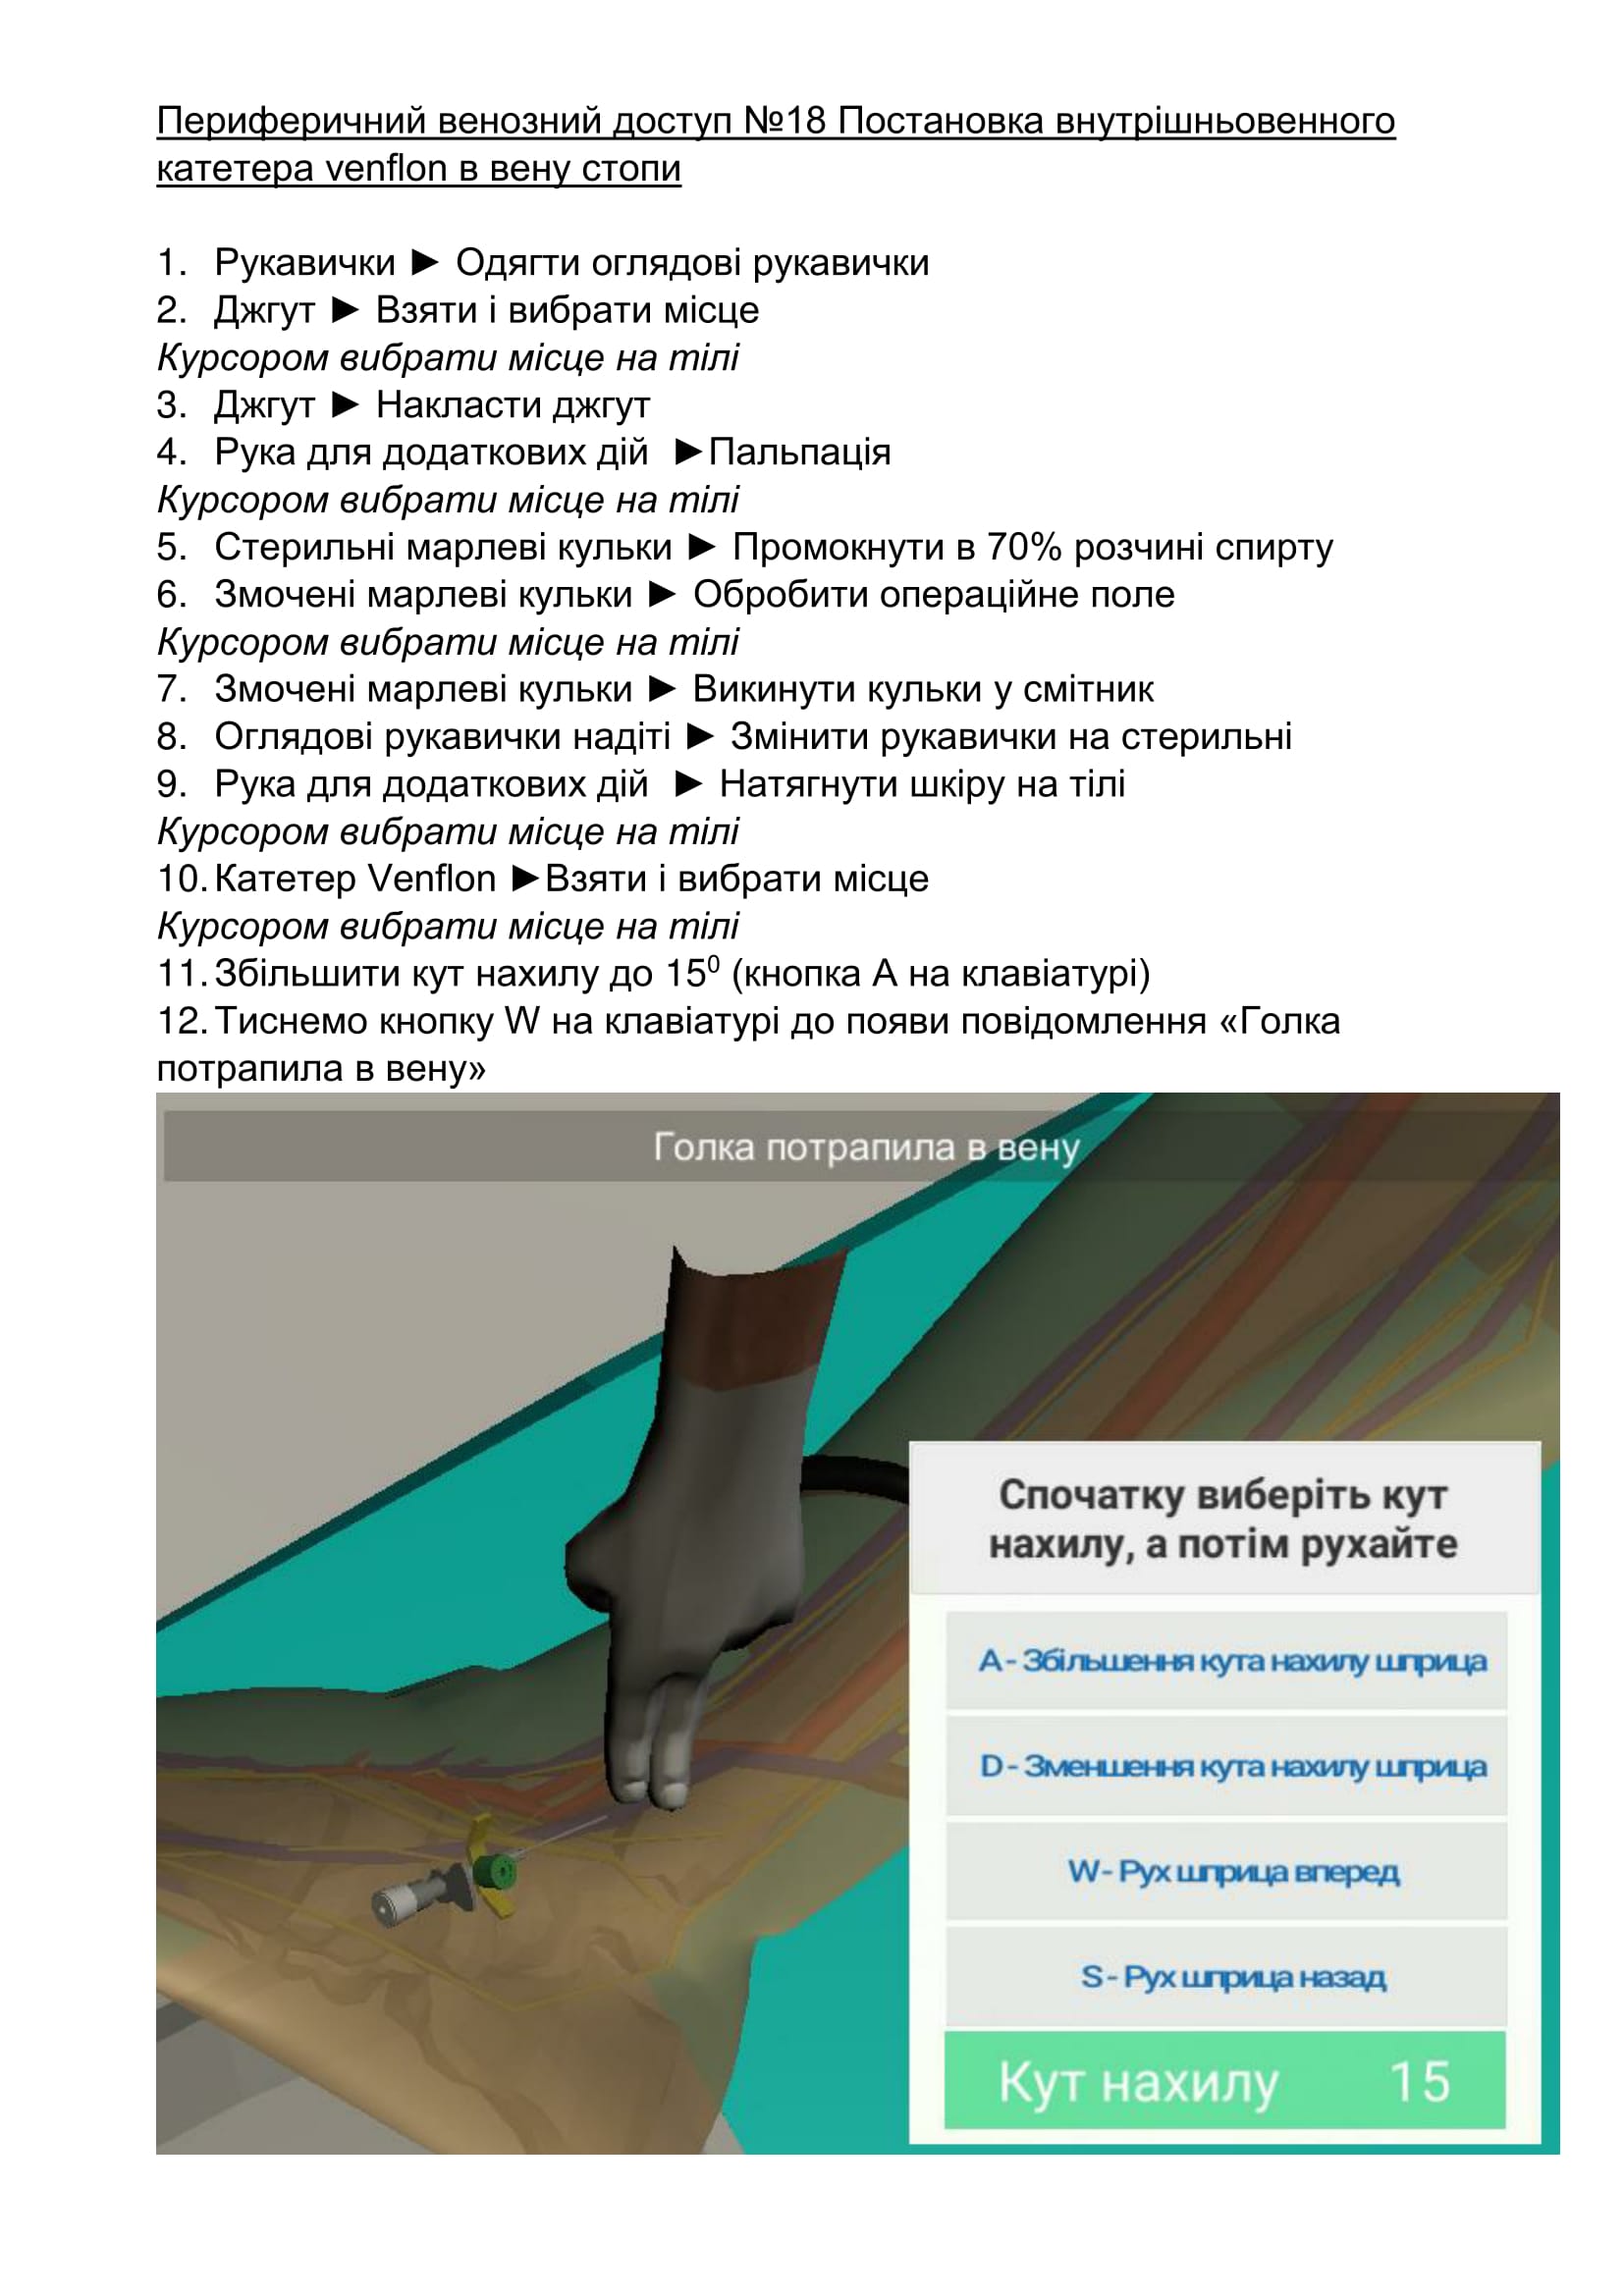 Периферичний венозний доступ №18 Постановка внутрішньовенного
катетера venflon в вену стопи
1. Рукавички ► Одягти оглядові рукавички
2. Джгут ► Взяти і вибрати місце
Курсором вибрати місце на тілі
3. Джгут ► Накласти джгут
4. Рука для додаткових дій ►Пальпація
Курсором вибрати місце на тілі
5. Стерильні марлеві кульки ► Промокнути в 70% розчині спирту
6. Змочені марлеві кульки ► Обробити операційне поле
Курсором вибрати місце на тілі
7. Змочені марлеві кульки ► Викинути кульки у смітник
8. Оглядові рукавички надіті ► Змінити рукавички на стерильні
9. Рука для додаткових дій ► Натягнути шкіру на тілі
Курсором вибрати місце на тілі
10. Катетер Venflon ►Взяти і вибрати місце
Курсором вибрати місце на тілі
11. Збільшити кут нахилу до 15⁰ (кнопка А на клавіатурі)
12. Тиснемо кнопку W на клавіатурі до появи повідомлення «Голка
потрапила в вену»
Голка потрапила в вену
Спочатку виберіть кут
нахилу, а потім рухайте
A - Збільшення кута нахилу шприца
D - Зменшення кута нахилу шприца
W - Рух шприца вперед
S - Рух шприца назад
Кут нахилу 15